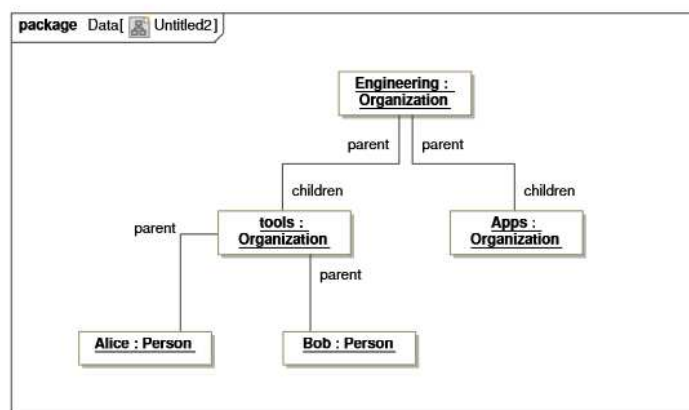 package Data[ Untitled2]
Engineering :
Organization
parent
parent
children
children
tools :
Organization
Apps :
Organization
parent
parent
Alice : Person
Bob : Person